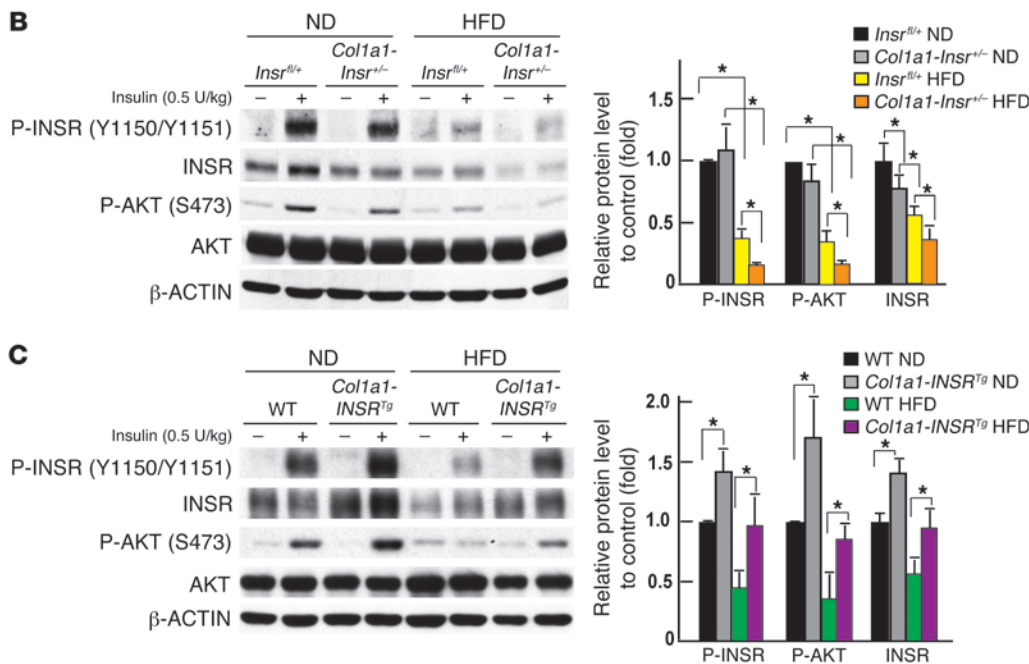 B
ND HFD
Insr^fl/+ Col1a1-Insr^+/– Insr^fl/+ Col1a1-Insr^+/–
Insulin (0.5 U/kg) – + – + – + – +
P-INSR (Y1150/Y1151)
INSR
P-AKT (S473)
AKT
β-ACTIN
Insr^fl/+ ND
Col1a1-Insr^+/– ND
Insr^fl/+ HFD
Col1a1-Insr^+/– HFD
Relative protein level
to control (fold)
1.5
1.0
0.5
0
* * * * * * *
P-INSR P-AKT INSR
C
ND HFD
WT Col1a1-INSR^Tg WT Col1a1-INSR^Tg
Insulin (0.5 U/kg) – + – + – + – +
P-INSR (Y1150/Y1151)
INSR
P-AKT (S473)
AKT
β-ACTIN
WT ND
Col1a1-INSR^Tg ND
WT HFD
Col1a1-INSR^Tg HFD
Relative protein level
to control (fold)
2.0
1.5
1.0
0.5
0
* * * * * *
P-INSR P-AKT INSR